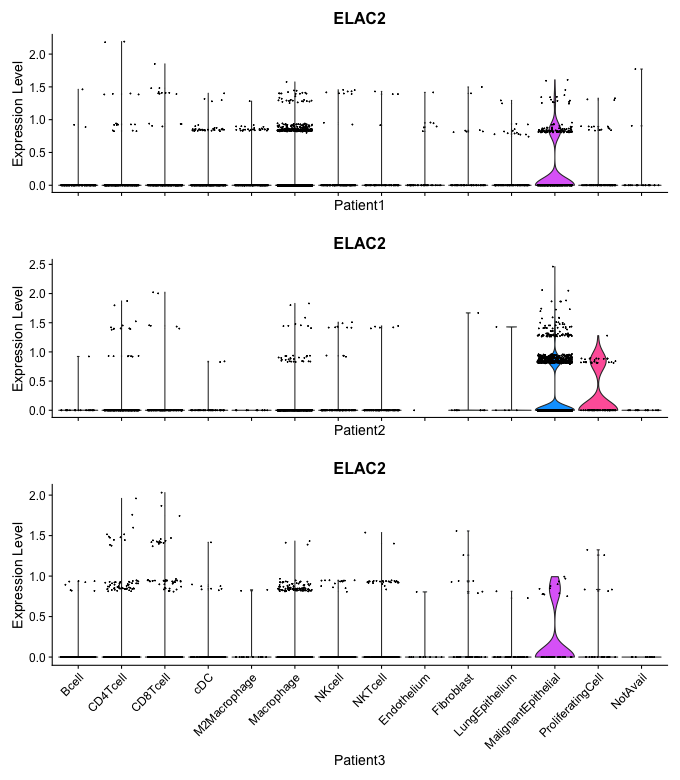 ELAC2
Expression Level
2.0
1.5
1.0
0.5
0.0
Patient1
ELAC2
Expression Level
2.5
2.0
1.5
1.0
0.5
0.0
Patient2
ELAC2
Expression Level
2.0
1.5
1.0
0.5
0.0
Bcell
CD4Tcell
CD8Tcell
cDC
M2Macrophage
Macrophage
NKcell
NKTcell
Endothelium
Fibroblast
LungEpithelium
MalignantEpithelial
ProliferatingCell
NotAvail
Patient3